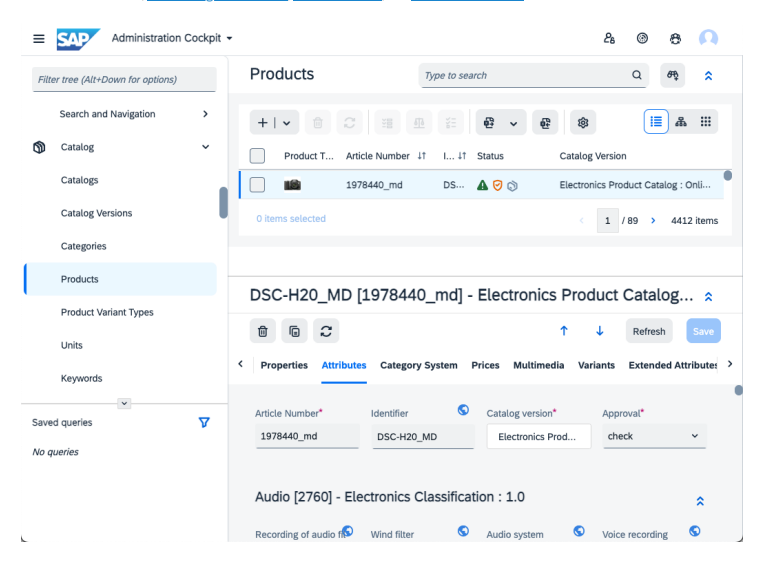 SAP Administration Cockpit
Filter tree (Alt+Down for options)
Search and Navigation
Catalog
Catalogs
Catalog Versions
Categories
Products
Product Variant Types
Units
Keywords
Saved queries
No queries
Products
Type to search
Product T... Article Number I... Status Catalog Version
1978440_md DS... Electronics Product Catalog : Onli...
0 items selected
1 / 89 4412 items
DSC-H20_MD [1978440_md] - Electronics Product Catalog...
Refresh Save
Properties Attributes Category System Prices Multimedia Variants Extended Attributes
Article Number* Identifier Catalog version* Approval*
1978440_md DSC-H20_MD Electronics Prod... check
Audio [2760] - Electronics Classification : 1.0
Recording of audio Wind filter Audio system Voice recording